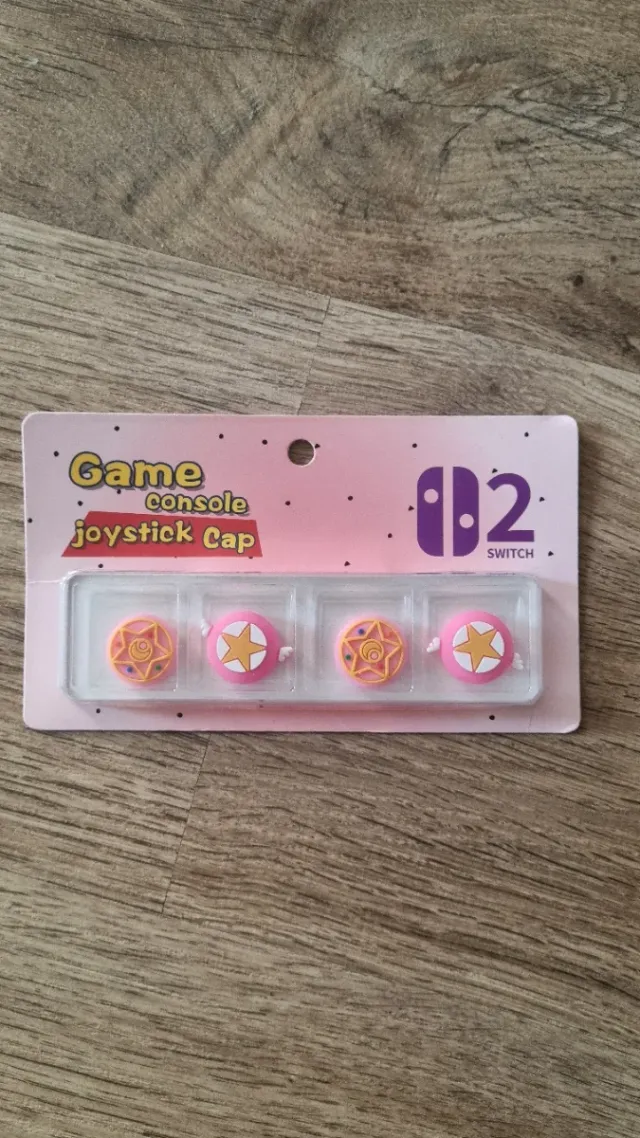 Game
console
joystick Cap
2
SWITCH